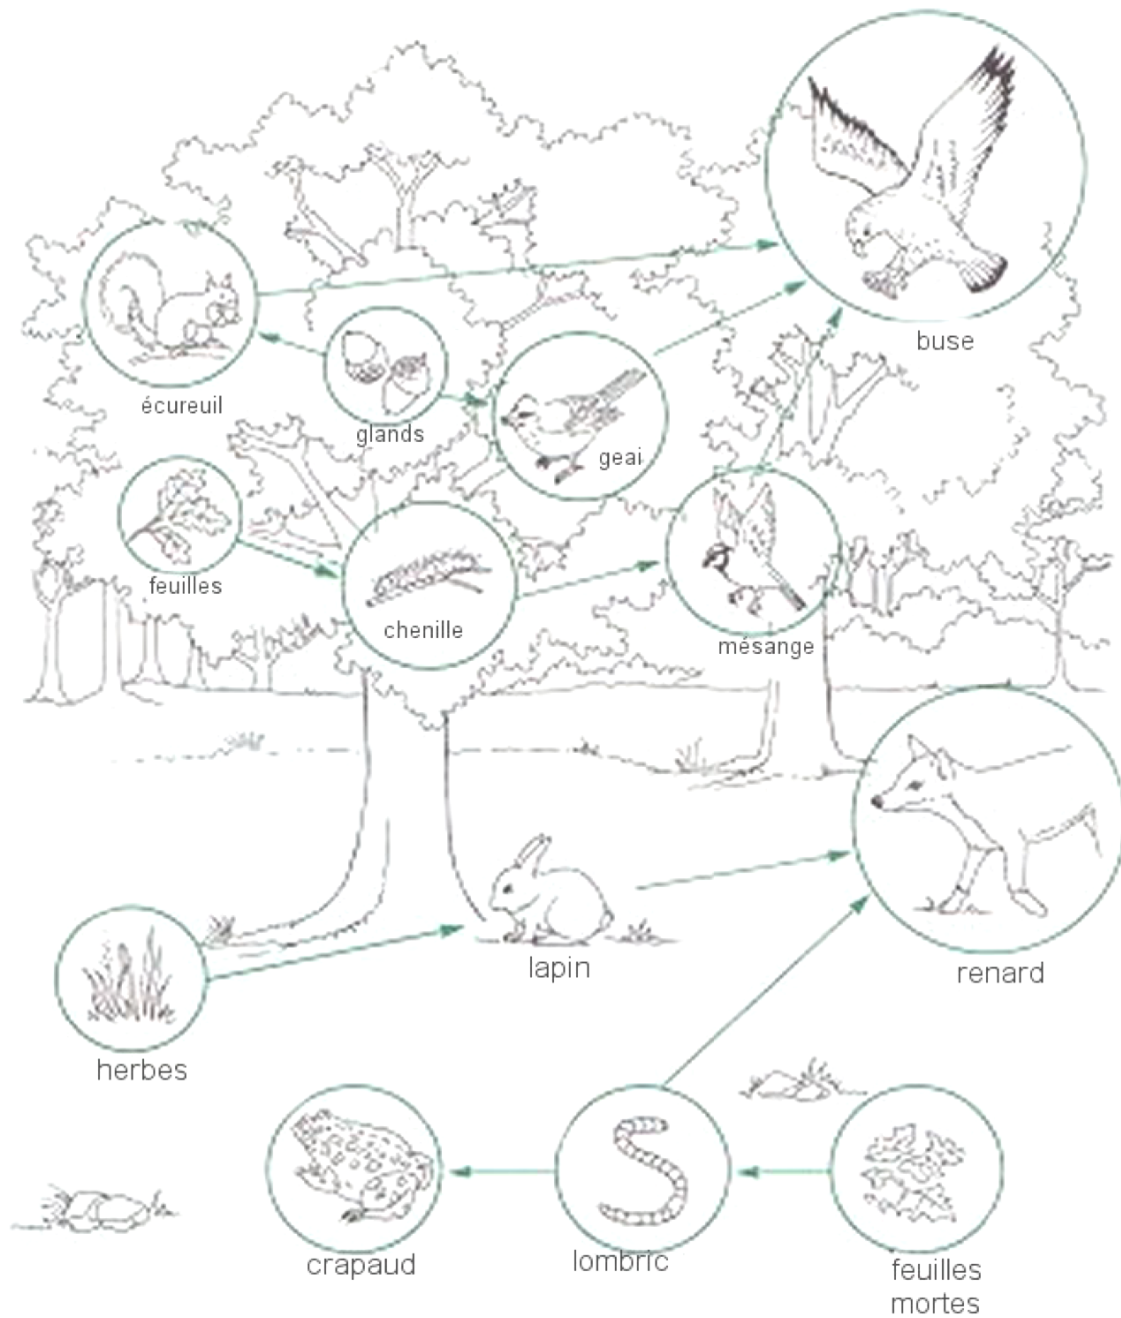 buse
écureuil
glands
geai
feuilles
chenille
mésange
lapin
renard
herbes
crapaud
lombric
feuilles
mortes